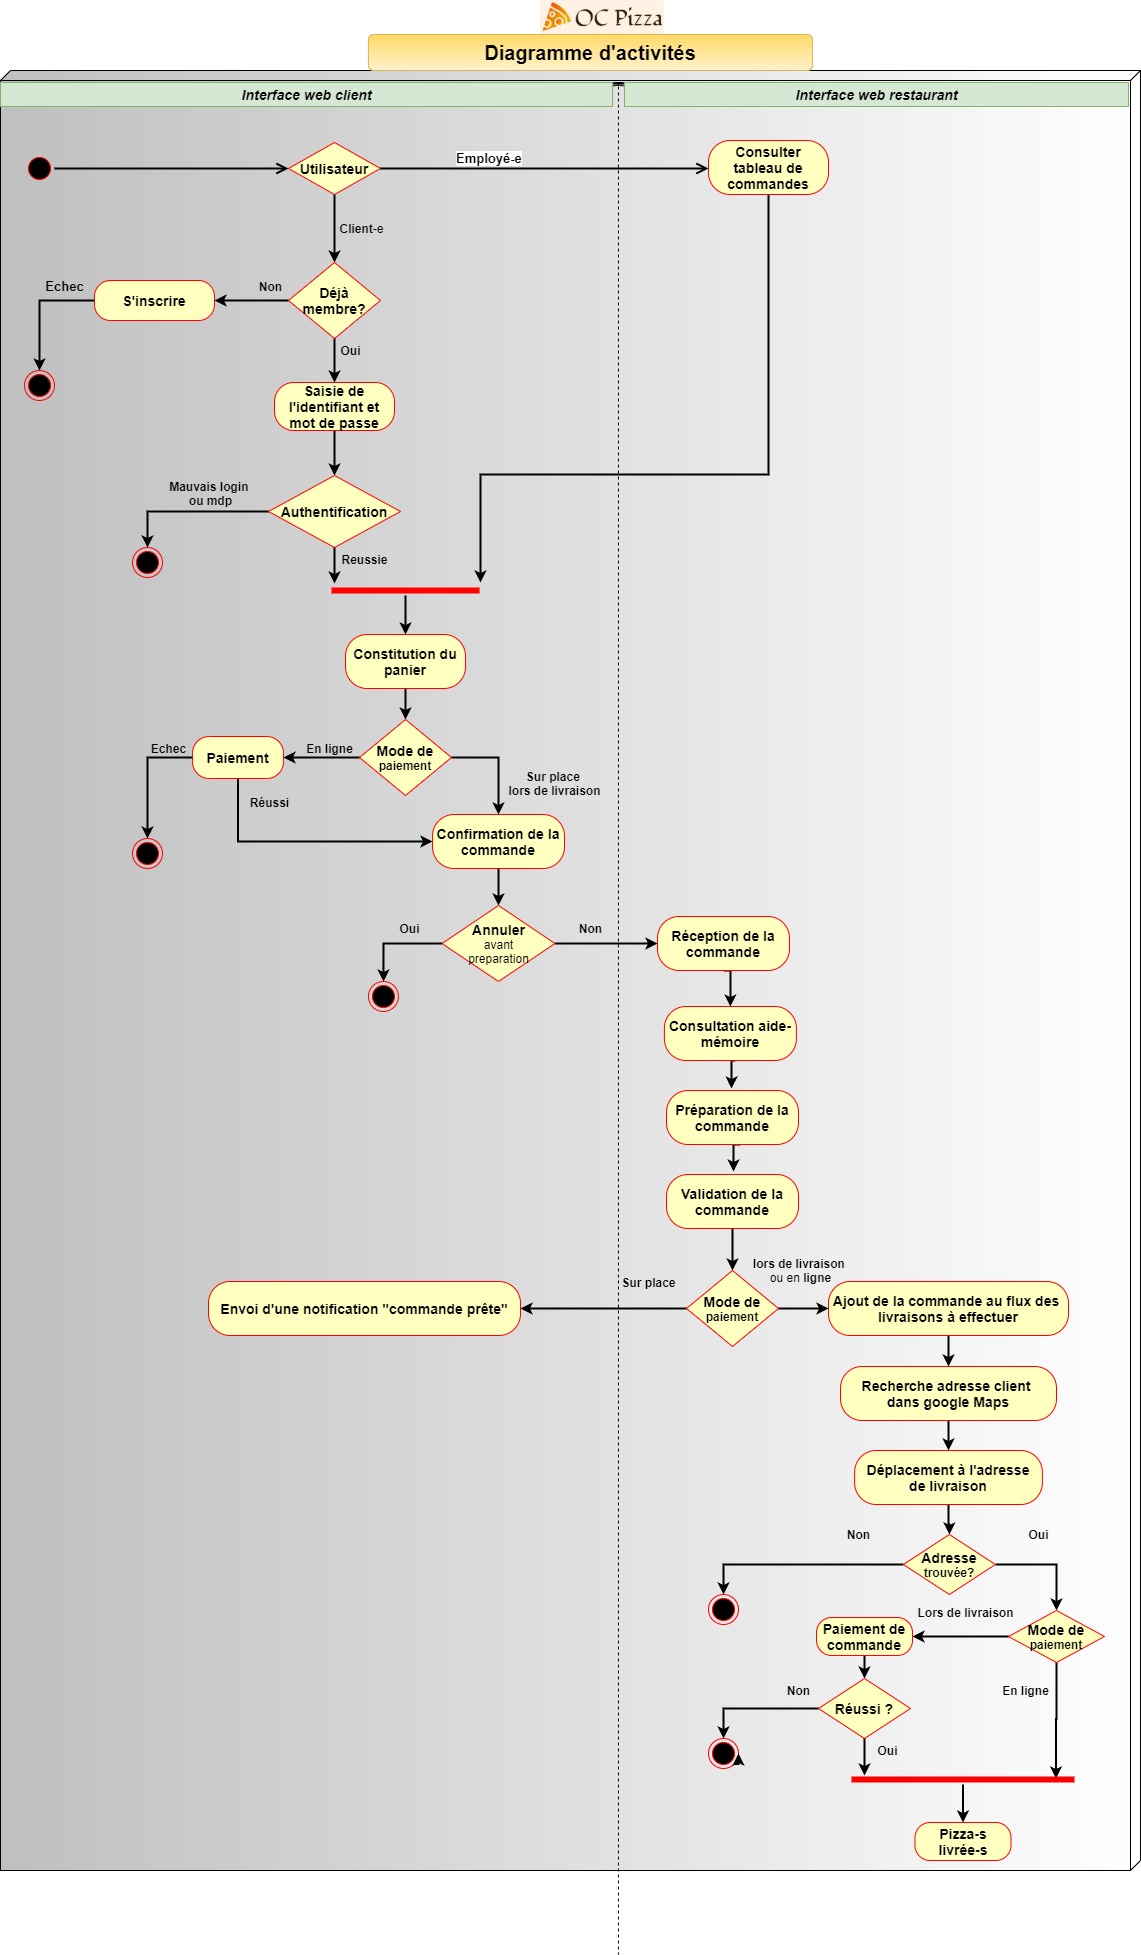 OC Pizza
Diagramme d'activités
Interface web client
Interface web restaurant
Utilisateur
Employé-e
Consulter
tableau de
commandes
Client-e
Echec
S'inscrire
Non
Déjà
membre?
Oui
Saisie de
l'identifiant et
mot de passe
Mauvais login
ou mdp
Authentification
Reussie
Constitution du
panier
Echec
Paiement
En ligne
Mode de
paiement
Sur place
lors de livraison
Réussi
Confirmation de la
commande
Oui
Annuler
avant
preparation
Non
Réception de la
commande
Consultation aide-
mémoire
Préparation de la
commande
Validation de la
commande
Envoi d'une notification "commande prête"
Sur place
Mode de
paiement
lors de livraison
ou en ligne
Ajout de la commande au flux des
livraisons à effectuer
Recherche adresse client
dans google Maps
Déplacement à l'adresse
de livraison
Non
Adresse
trouvée?
Oui
Paiement de
commande
Lors de livraison
Mode de
paiement
Non
Réussi ?
En ligne
Oui
Pizza-s
livrée-s